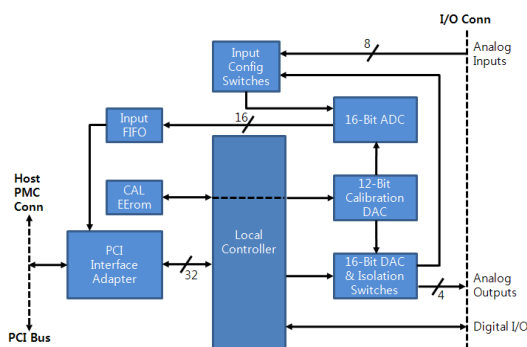 I/O Conn
8
Analog
Inputs
Input
Config
Switches
16-Bit ADC
16
Input
FIFO
CAL
EErom
12-Bit
Calibration
DAC
Host
PMC
Conn
PCI
Interface
Adapter
32
Local
Controller
16-Bit DAC
& Isolation
Switches
4
Analog
Outputs
Digital I/O
PCI Bus